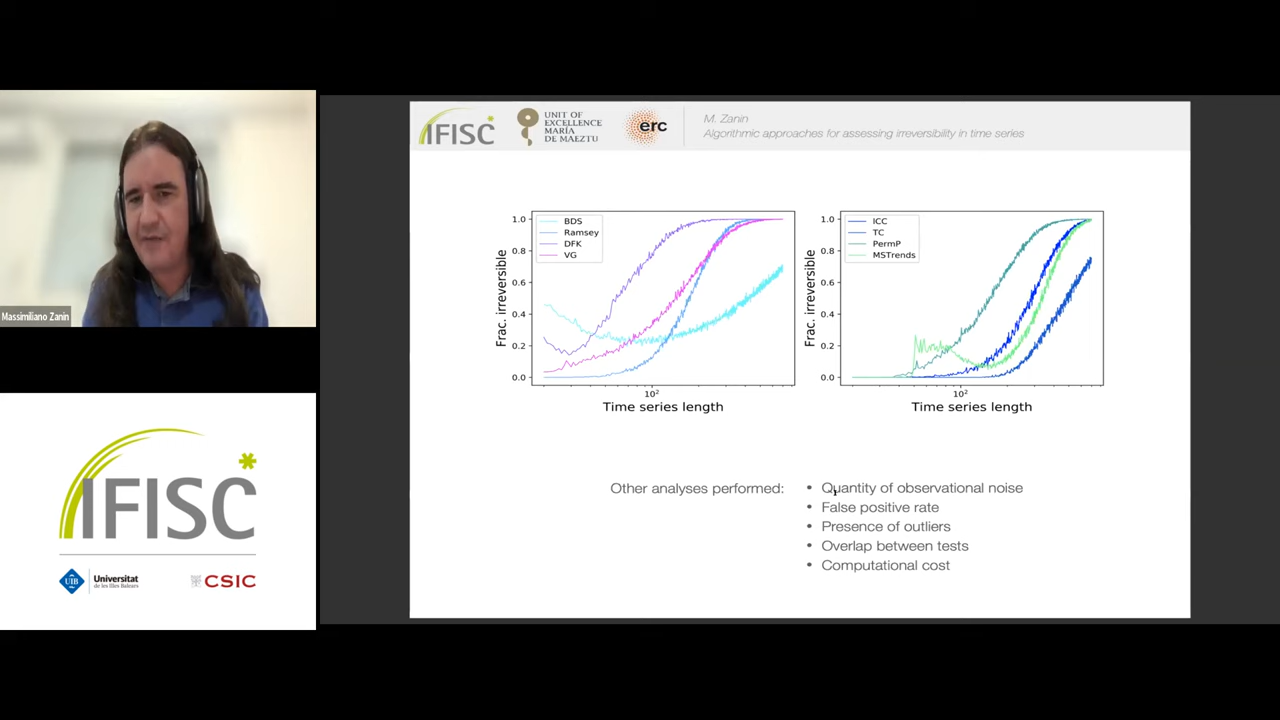 IFISC
UNIT OF
EXCELLENCE
MARÍA
DE MAEZTU
erc
M. Zanin
Algorithmic approaches for assessing irreversibility in time series
Frac. irreversible
1.0
0.8
0.6
0.4
0.2
0.0
BDS
Ramsey
DFK
VG
10²
Time series length
Frac. irreversible
1.0
0.8
0.6
0.4
0.2
0.0
ICC
TC
PermP
MSTrends
10²
Time series length
Massimiliano Zanin
Other analyses performed:
• Quantity of observational noise
• False positive rate
• Presence of outliers
• Overlap between tests
• Computational cost
IFISC
UIB
Universitat
de les Illes Balears
CSIC